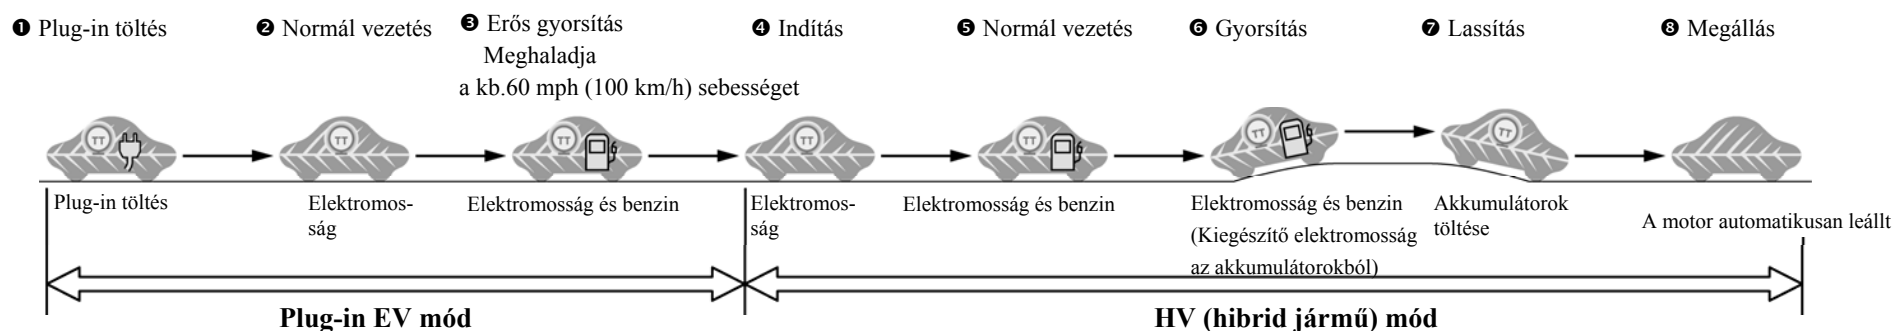 ❶ Plug-in töltés
❷ Normál vezetés
❸ Erős gyorsítás
Meghaladja
a kb.60 mph (100 km/h) sebességet
❹ Indítás
❺ Normál vezetés
❻ Gyorsítás
❼ Lassítás
❽ Megállás
Plug-in töltés
Elektromos-
ság
Elektromosság és benzin
Elektromos-
ság
Elektromosság és benzin
Elektromosság és benzin
(Kiegészítő elektromosság
az akkumulátorokból)
Akkumulátorok
töltése
A motor automatikusan leállt
Plug-in EV mód
HV (hibrid jármű) mód